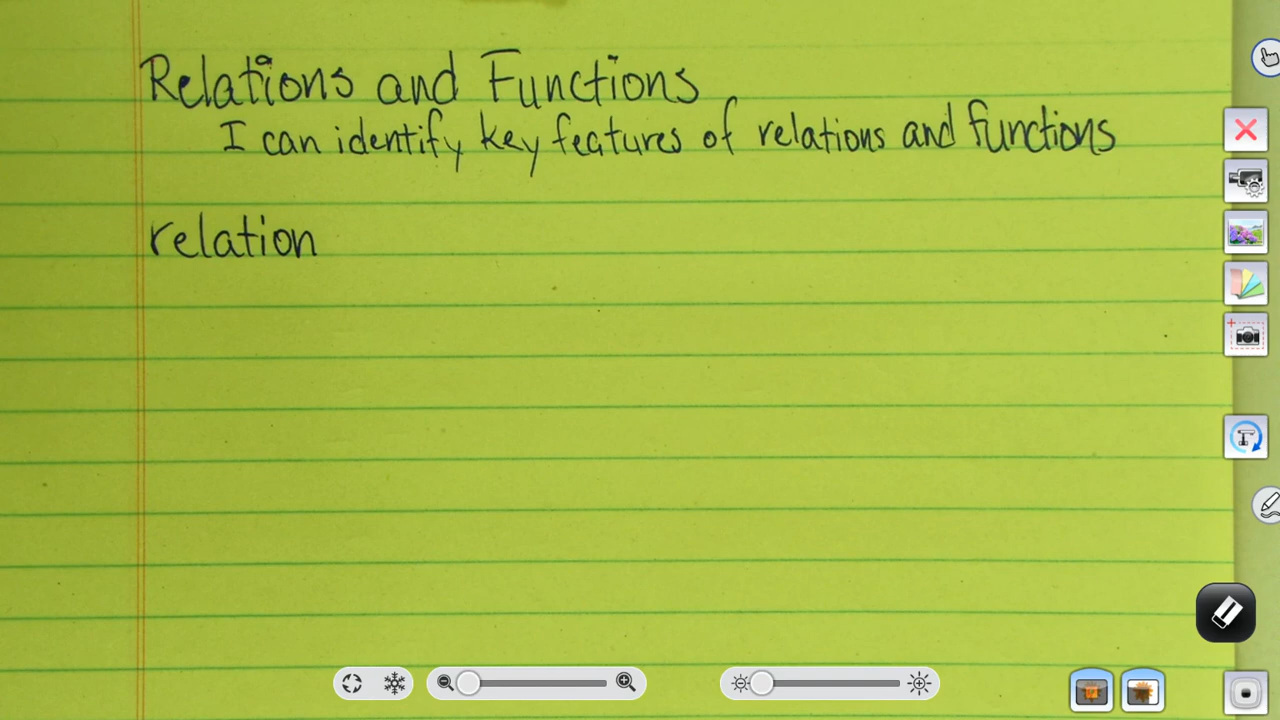 Relations and Functions
I can identify key features of relations and functions
relation